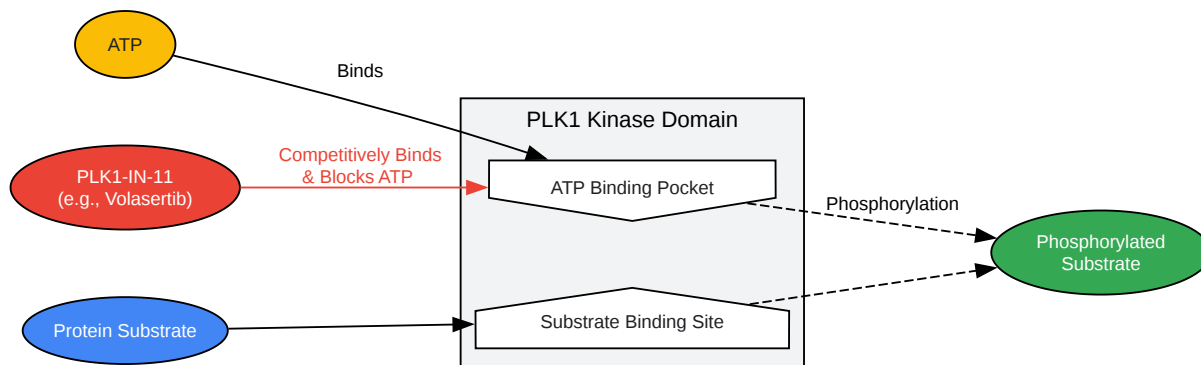 ATP
Binds
PLK1 Kinase Domain
PLK1-IN-11
(e.g., Volasertib)
Competitively Binds
& Blocks ATP
ATP Binding Pocket
Phosphorylation
Phosphorylated
Substrate
Protein Substrate
Substrate Binding Site